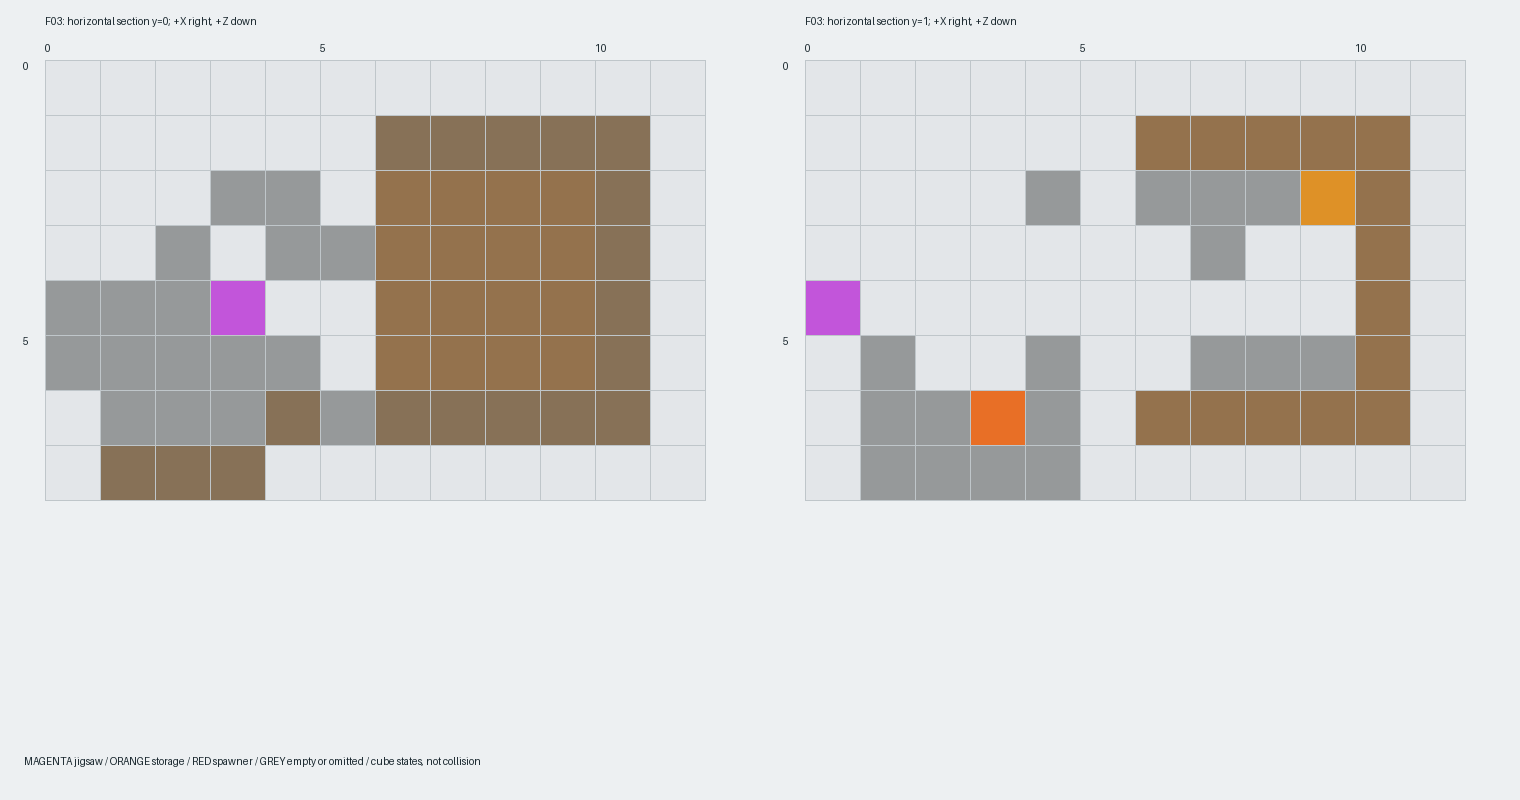 F03: horizontal section y=0; +X right, +Z down
F03: horizontal section y=1; +X right, +Z down
0 5 10
0 5 10
0
0
5
5
MAGENTA jigsaw / ORANGE storage / RED spawner / GREY empty or omitted / cube states, not collision